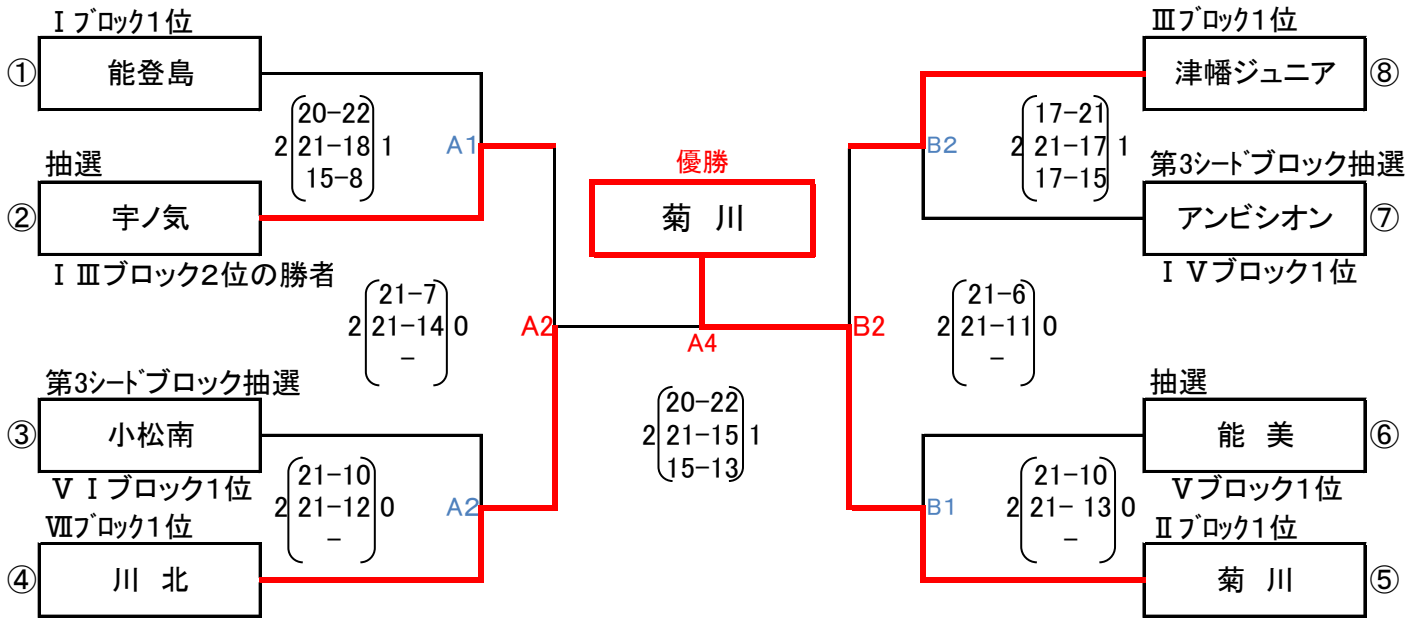 Ⅰブロック1位
① 能登島
20-22
2 21-18 1
15-8
A1
抽選
② 宇ノ気
ⅠⅢブロック2位の勝者
21-7
2 21-14 0
-
A2
第3シードブロック抽選
③ 小松南
ⅤⅠブロック1位
21-10
2 21-12 0
-
A2
Ⅶブロック1位
④ 川 北
優勝
菊 川
A4
20-22
2 21-15 1
15-13
Ⅲブロック1位
津幡ジュニア ⑧
17-21
2 21-17 1
17-15
B2
第3シードブロック抽選
アンビシオン ⑦
ⅠⅤブロック1位
21-6
2 21-11 0
-
B2
抽選
能 美 ⑥
Ⅴブロック1位
21-10
2 21- 13 0
-
B1
Ⅱブロック1位
菊 川 ⑤